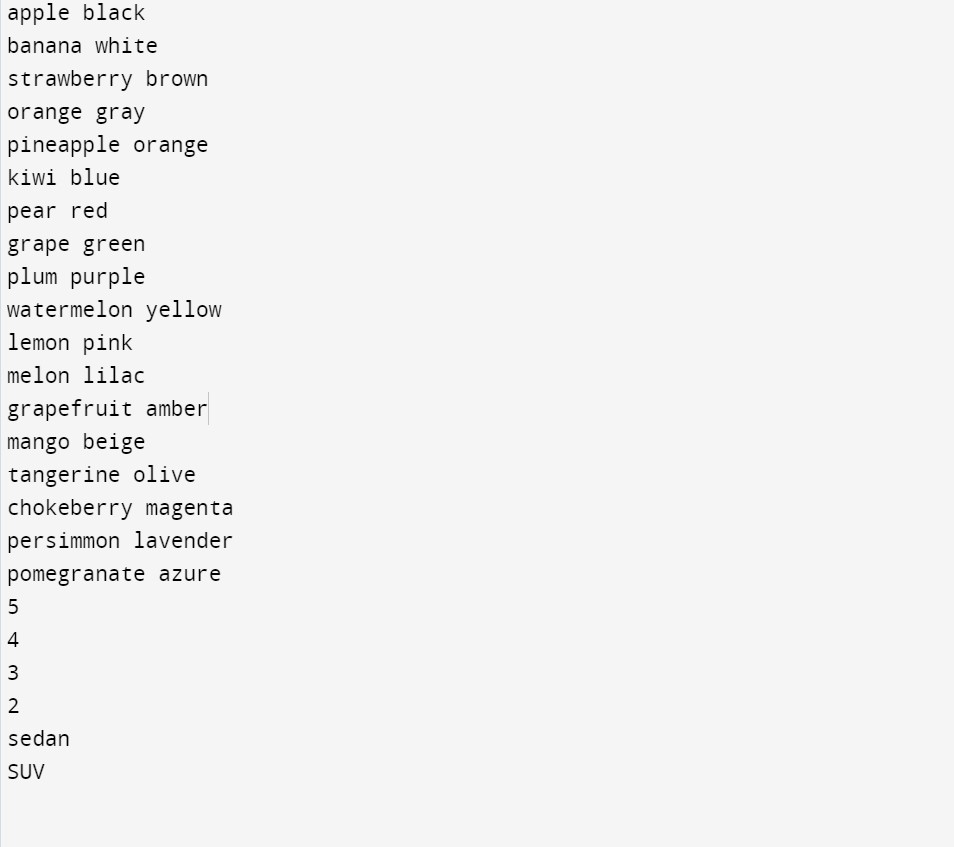 apple black
banana white
strawberry brown
orange gray
pineapple orange
kiwi blue
pear red
grape green
plum purple
watermelon yellow
lemon pink
melon lilac
grapefruit amber
mango beige
tangerine olive
chokeberry magenta
persimmon lavender
pomegranate azure
5
4
3
2
sedan
SUV